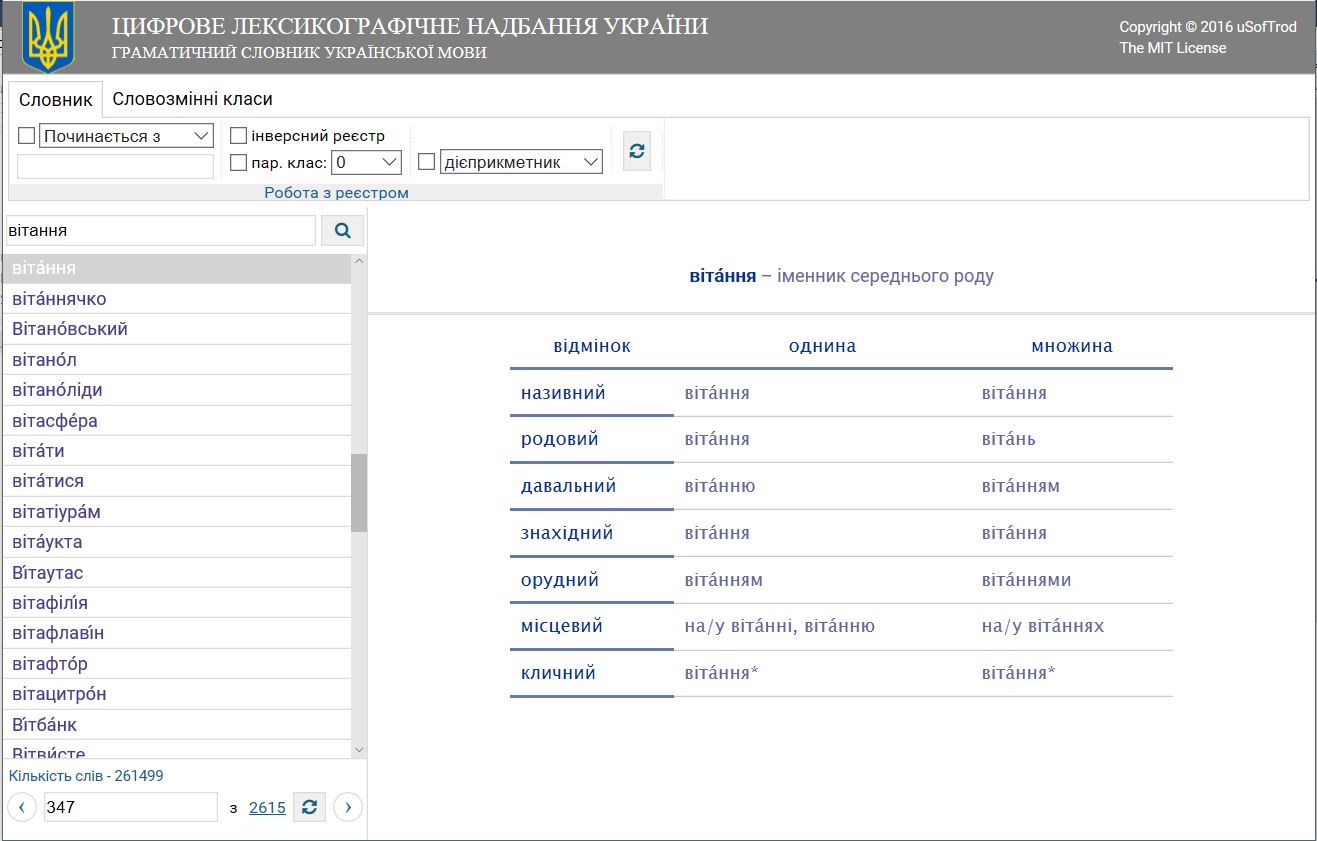 ЦИФРОВЕ ЛЕКСИКОГРАФІЧНЕ НАДБАННЯ УКРАЇНИ
ГРАМАТИЧНИЙ СЛОВНИК УКРАЇНСЬКОЇ МОВИ
Copyright © 2016 uSofTrod
The MIT License
Словник Словозмінні класи
Починається з
інверсний реєстр
пар. клас: 0
дієприкметник
Робота з реєстром
вітання
віта́ння
віта́ннячко
Вітано́вський
вітано́л
вітано́ліди
вітасфе́ра
віта́ти
віта́тися
вітатіура́м
віта́укта
Ві́таутас
вітафілі́я
вітафлаві́н
вітафто́р
вітацитро́н
Ві́тба́нк
Вітви́сте
Кількість слів - 261499
‹ 347 з 2615 ›
віта́ння – іменник середнього роду
відмінок однина множина
називний віта́ння віта́ння
родовий віта́ння віта́нь
давальний віта́нню віта́нням
знахідний віта́ння віта́ння
орудний віта́нням віта́ннями
місцевий на/у віта́нні, віта́нню на/у віта́ннях
кличний віта́ння* віта́ння*